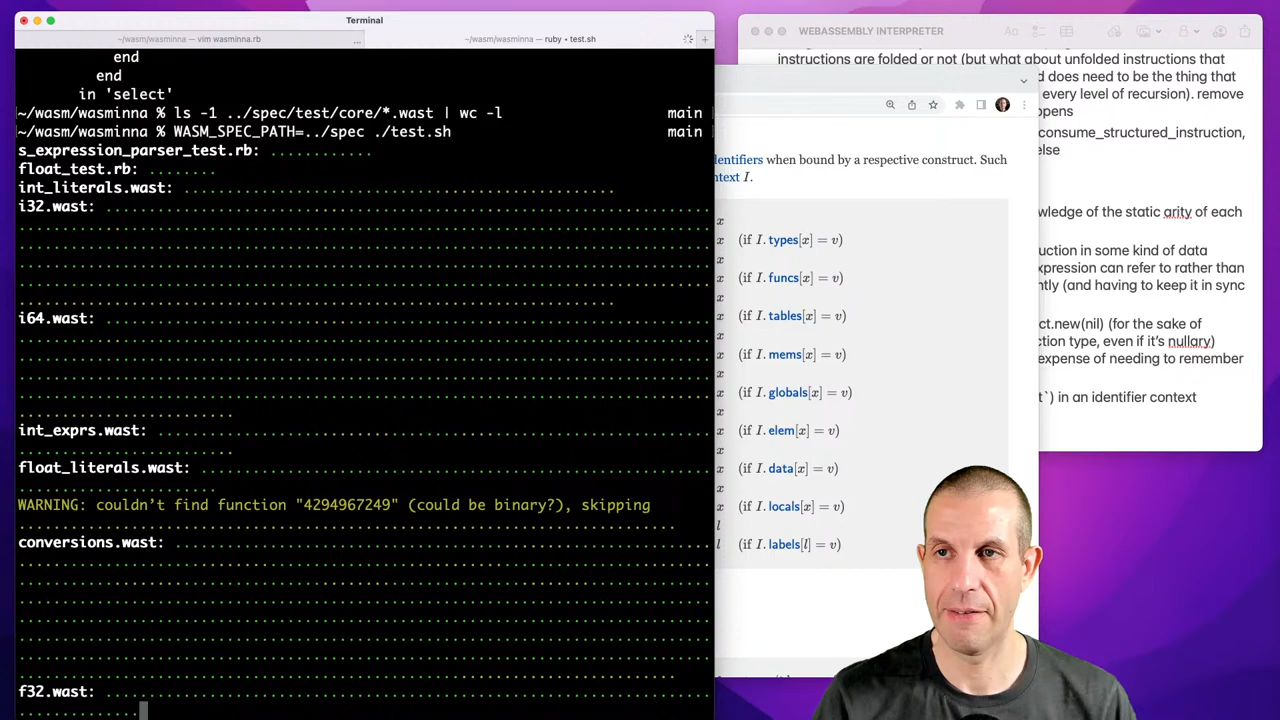 Terminal
~/wasm/wasminna — vim wasminna.rb
...
~/wasm/wasminna — ruby • test.sh
+
end
end
in 'select'
~/wasm/wasminna % ls -1 ../spec/test/core/*.wast | wc -l main
~/wasm/wasminna % WASM_SPEC_PATH=../spec ./test.sh main
s_expression_parser_test.rb: ............
float_test.rb: ........
int_literals.wast:
i32.wast:
i64.wast:
int_exprs.wast:
float_literals.wast:
WARNING: couldn't find function "4294967249" (could be binary?), skipping
conversions.wast:
f32.wast:
WEBASSEMBLY INTERPRETER
Aa
instructions are folded or not (but what about unfolded instructions that
d does need to be the thing that
every level of recursion). remove
opens
consume_structured_instruction,
else
wledge of the static arity of each
uction in some kind of data
xpression can refer to rather than
ntly (and having to keep it in sync
ct.new(nil) (for the sake of
ction type, even if it's nullary)
expense of needing to remember
t`) in an identifier context
dentifiers when bound by a respective construct. Such
ntext I.
x
x (if I.types[x] = v)
x
x (if I.funcs[x] = v)
x
x (if I.tables[x] = v)
x
x (if I.mems[x] = v)
x
x (if I.globals[x] = v)
x
x (if I.elem[x] = v)
x
x (if I.data[x] = v)
x
x (if I.locals[x] = v)
l
l (if I.labels[l] = v)